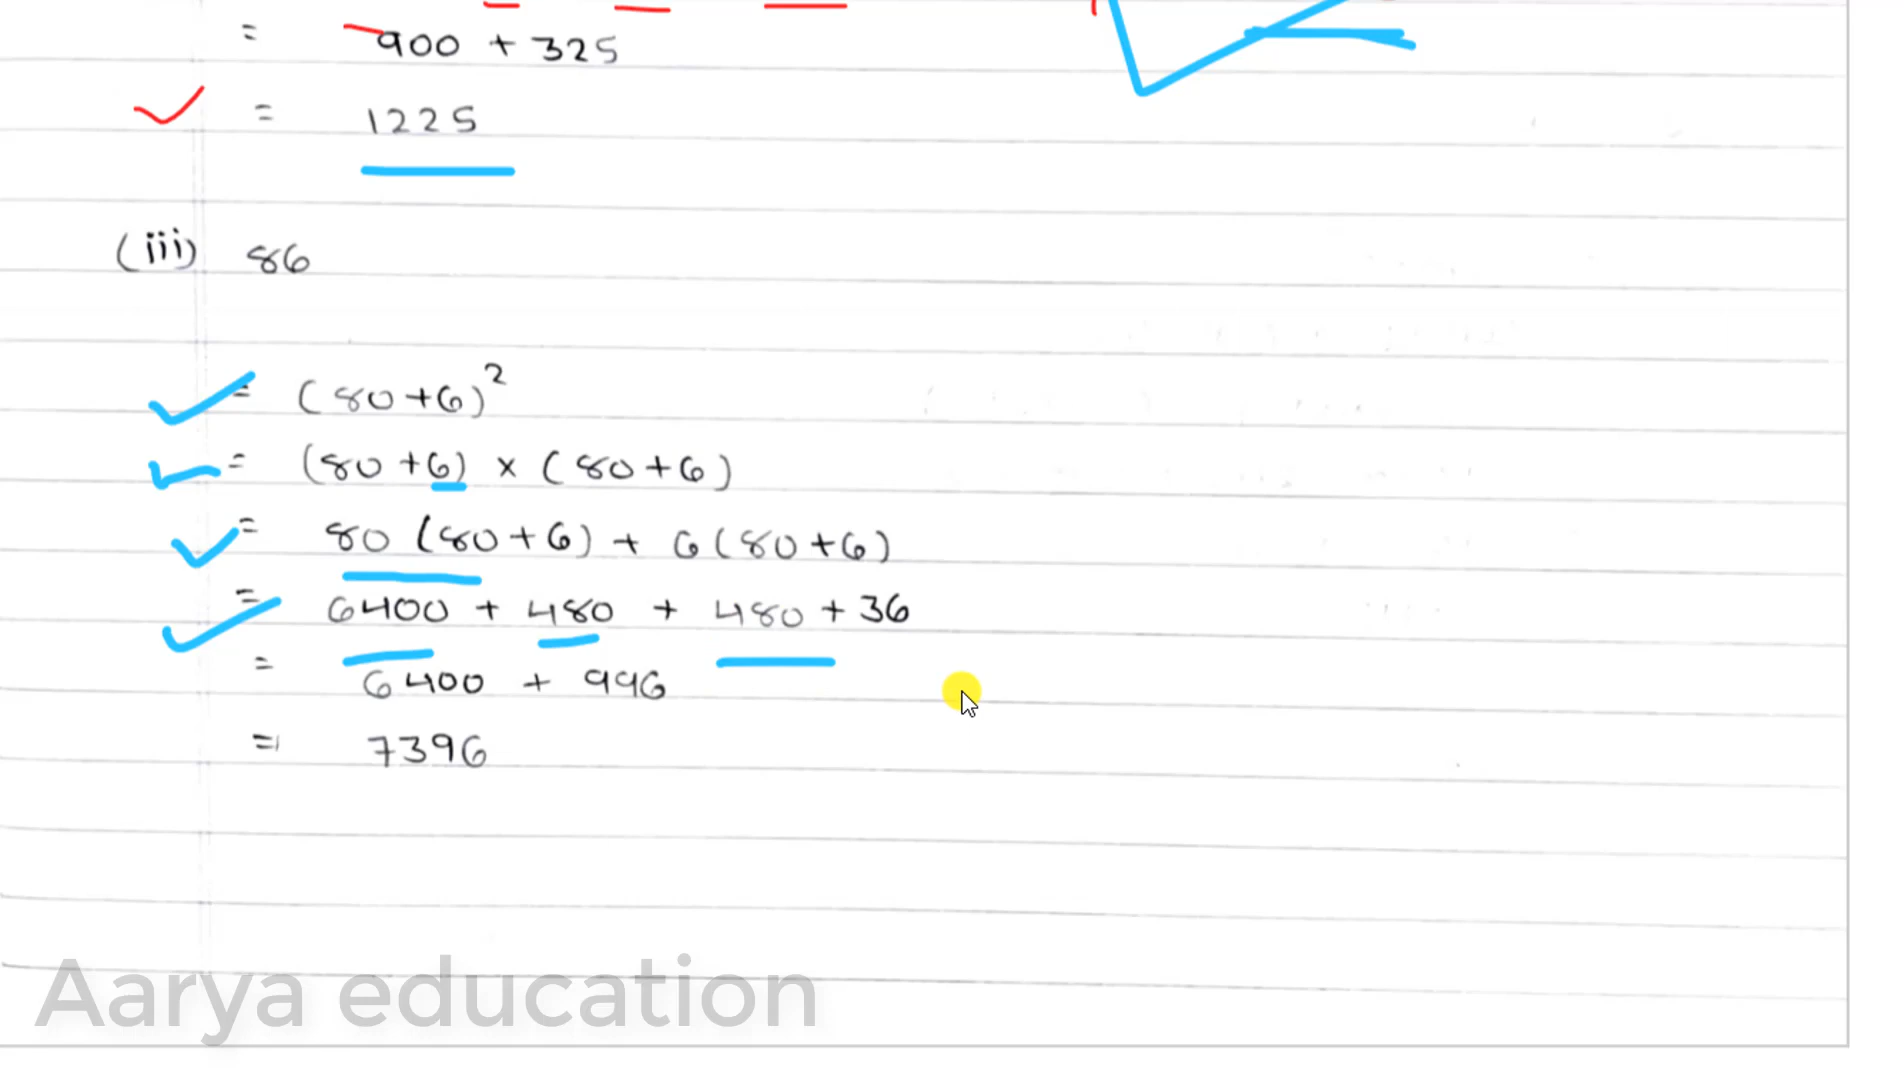 = 900 + 325
= 1225
(iii) 86
= (80+6)²
= (80+6) × (80+6)
= 80 (80+6) + 6(80+6)
= 6400 + 480 + 480 + 36
= 6400 + 996
= 7396
Aarya education